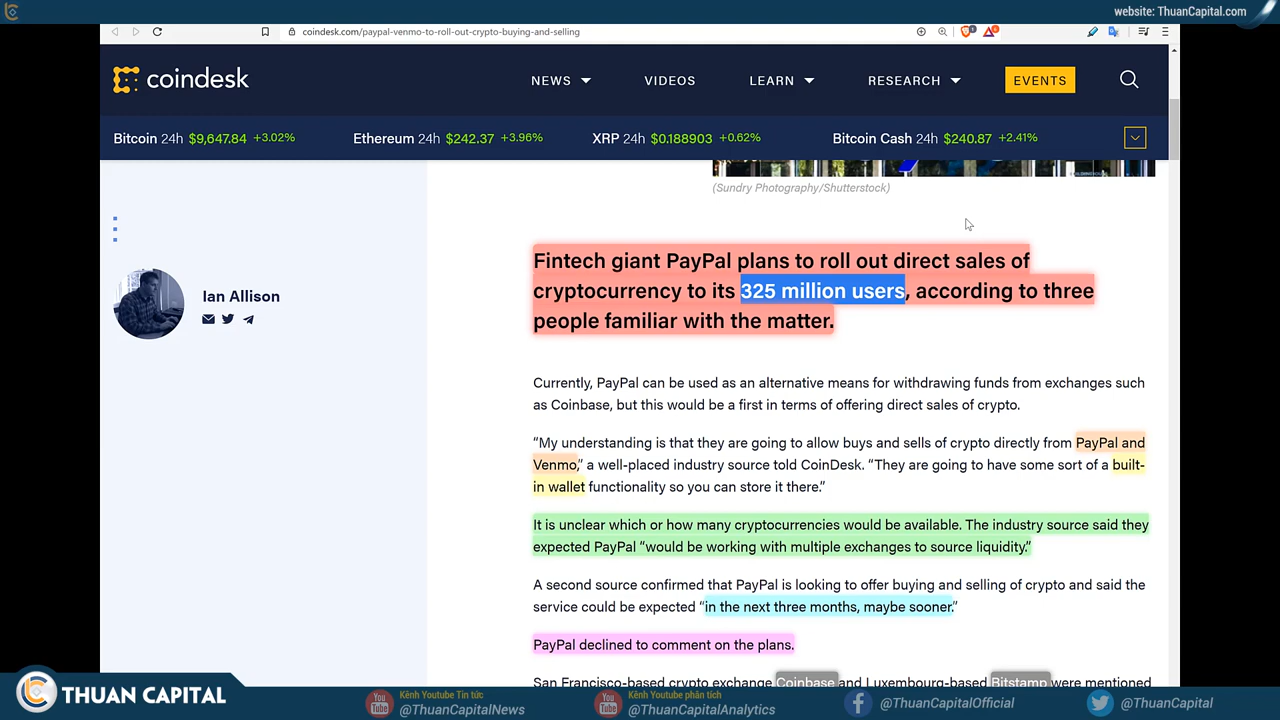 website: ThuanCapital.com
coindesk.com/paypal-venmo-to-roll-out-crypto-buying-and-selling
coindesk
NEWS
VIDEOS
LEARN
RESEARCH
EVENTS
Bitcoin 24h $9,647.84 +3.02%
Ethereum 24h $242.37 +3.96%
XRP 24h $0.188903 +0.62%
Bitcoin Cash 24h $240.87 +2.41%
(Sundry Photography/Shutterstock)
Ian Allison
Fintech giant PayPal plans to roll out direct sales of
cryptocurrency to its 325 million users, according to three
people familiar with the matter.
Currently, PayPal can be used as an alternative means for withdrawing funds from exchanges such
as Coinbase, but this would be a first in terms of offering direct sales of crypto.
“My understanding is that they are going to allow buys and sells of crypto directly from PayPal and
Venmo,” a well-placed industry source told CoinDesk. “They are going to have some sort of a built-
in wallet functionality so you can store it there.”
It is unclear which or how many cryptocurrencies would be available. The industry source said they
expected PayPal “would be working with multiple exchanges to source liquidity.”
A second source confirmed that PayPal is looking to offer buying and selling of crypto and said the
service could be expected “in the next three months, maybe sooner.”
PayPal declined to comment on the plans.
San Francisco-based crypto exchange Coinbase and Luxembourg-based Bitstamp were mentioned
THUAN CAPITAL
You Tube
Kênh Youtube Tin tức
@ThuanCapitalNews
You Tube
Kênh Youtube phân tích
@ThuanCapitalAnalytics
@ThuanCapitalOfficial
@ThuanCapital